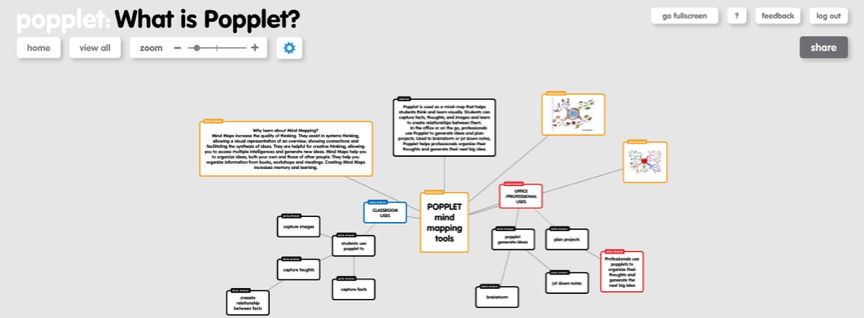 popplet: What is Popplet?
go fullscreen
?
feedback
log out
home
view all
zoom
share
Why learn about Mind Mapping?
Mind Maps increase the quality of thinking. They assist in systems thinking,
allowing a visual representation of an overview, showing connections and
facilitating the synthesis of ideas. They are helpful for creative thinking, allowing
you to access multiple intelligences and generate new ideas. Mind Maps help you
to organize ideas, both your own and those of other people. They help you
organize information from books, workshops and meetings. Creating Mind Maps
increases memory and learning.
Popplet is used as a mind-map that helps
students think and learn visually. Students can
capture facts, thoughts, and images and learn
to create relationships between them.
In the office or on the go, professionals
use Popplet to generate ideas and plan
projects. Used to brainstorm or jot down notes,
Popplet helps professionals organize their
thoughts and generate their next big idea.
POPPLET
mind
mapping
tools
CLASSROOM
USES
OFFICE
/PROFESSIONAL
USES
capture images
students use
popplet to
capture toughts
capture facts
create
relationship
between facts
popplet
generate ideas
plan projects
brainstorm
jot down notes
Professionals use
popplets to
organize their
thoughts and
generate the
next big idea